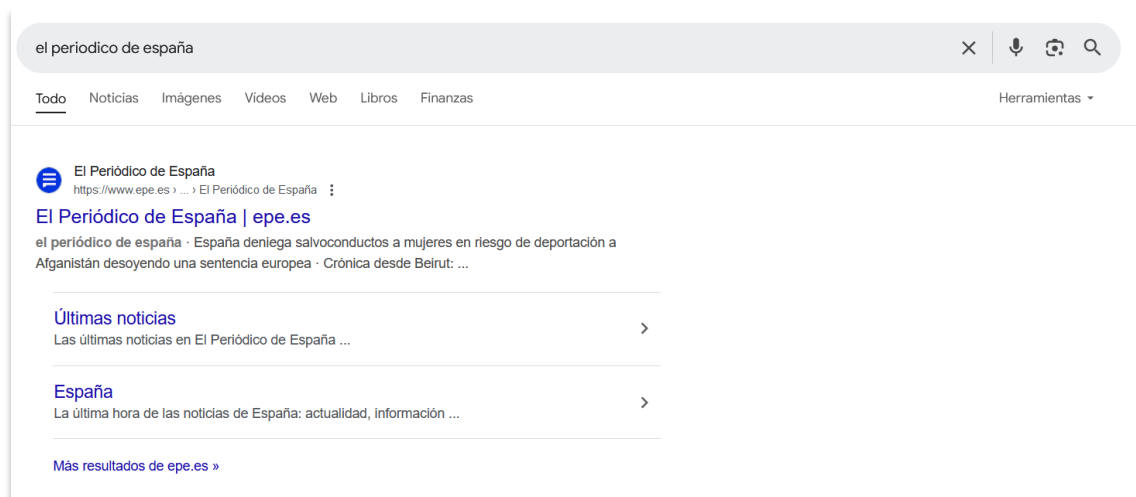 el periodico de españa
Todo Noticias Imágenes Vídeos Web Libros Finanzas Herramientas
El Periódico de España
https://www.epe.es › ... › El Periódico de España
El Periódico de España | epe.es
el periódico de españa · España deniega salvoconductos a mujeres en riesgo de deportación a
Afganistán desoyendo una sentencia europea · Crónica desde Beirut: ...
Últimas noticias
Las últimas noticias en El Periódico de España ...
España
La última hora de las noticias de España: actualidad, información ...
Más resultados de epe.es »